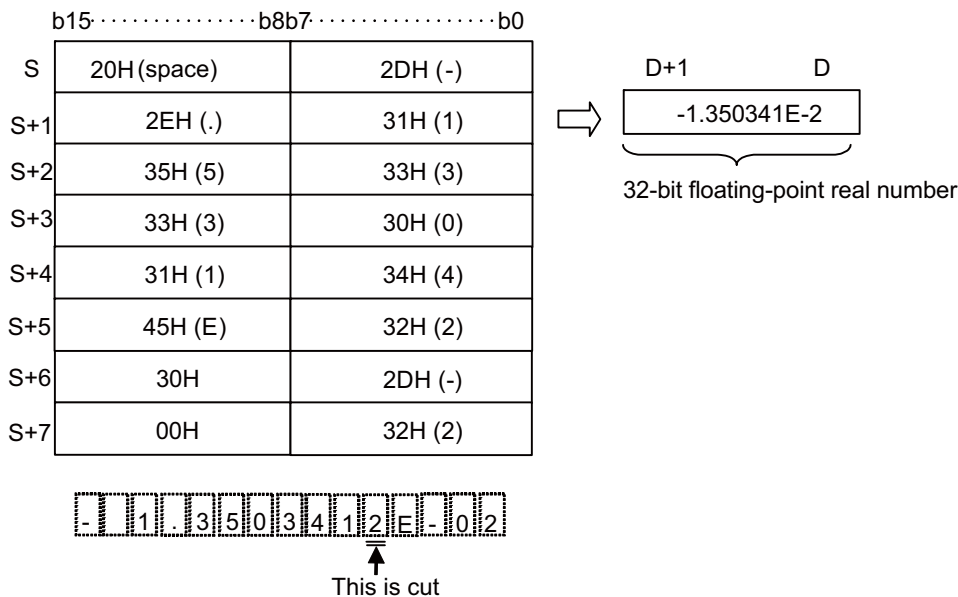 b15················b8b7··················b0
S 20H (space) 2DH (-)
S+1 2EH (.) 31H (1)
S+2 35H (5) 33H (3)
S+3 33H (3) 30H (0)
S+4 31H (1) 34H (4)
S+5 45H (E) 32H (2)
S+6 30H 2DH (-)
S+7 00H 32H (2)
D+1 D
-1.350341E-2
32-bit floating-point real number
- 1 . 3 5 0 3 4 1 2 E - 0 2
This is cut